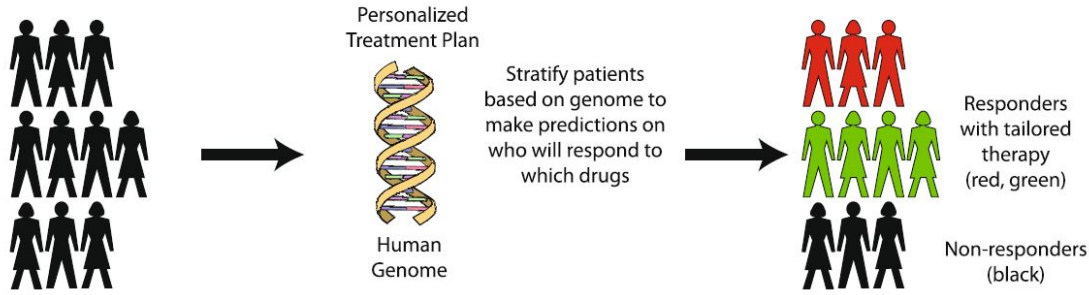 Personalized
Treatment Plan
Human
Genome
Stratify patients
based on genome to
make predictions on
who will respond to
which drugs
Responders
with tailored
therapy
(red, green)
Non-responders
(black)